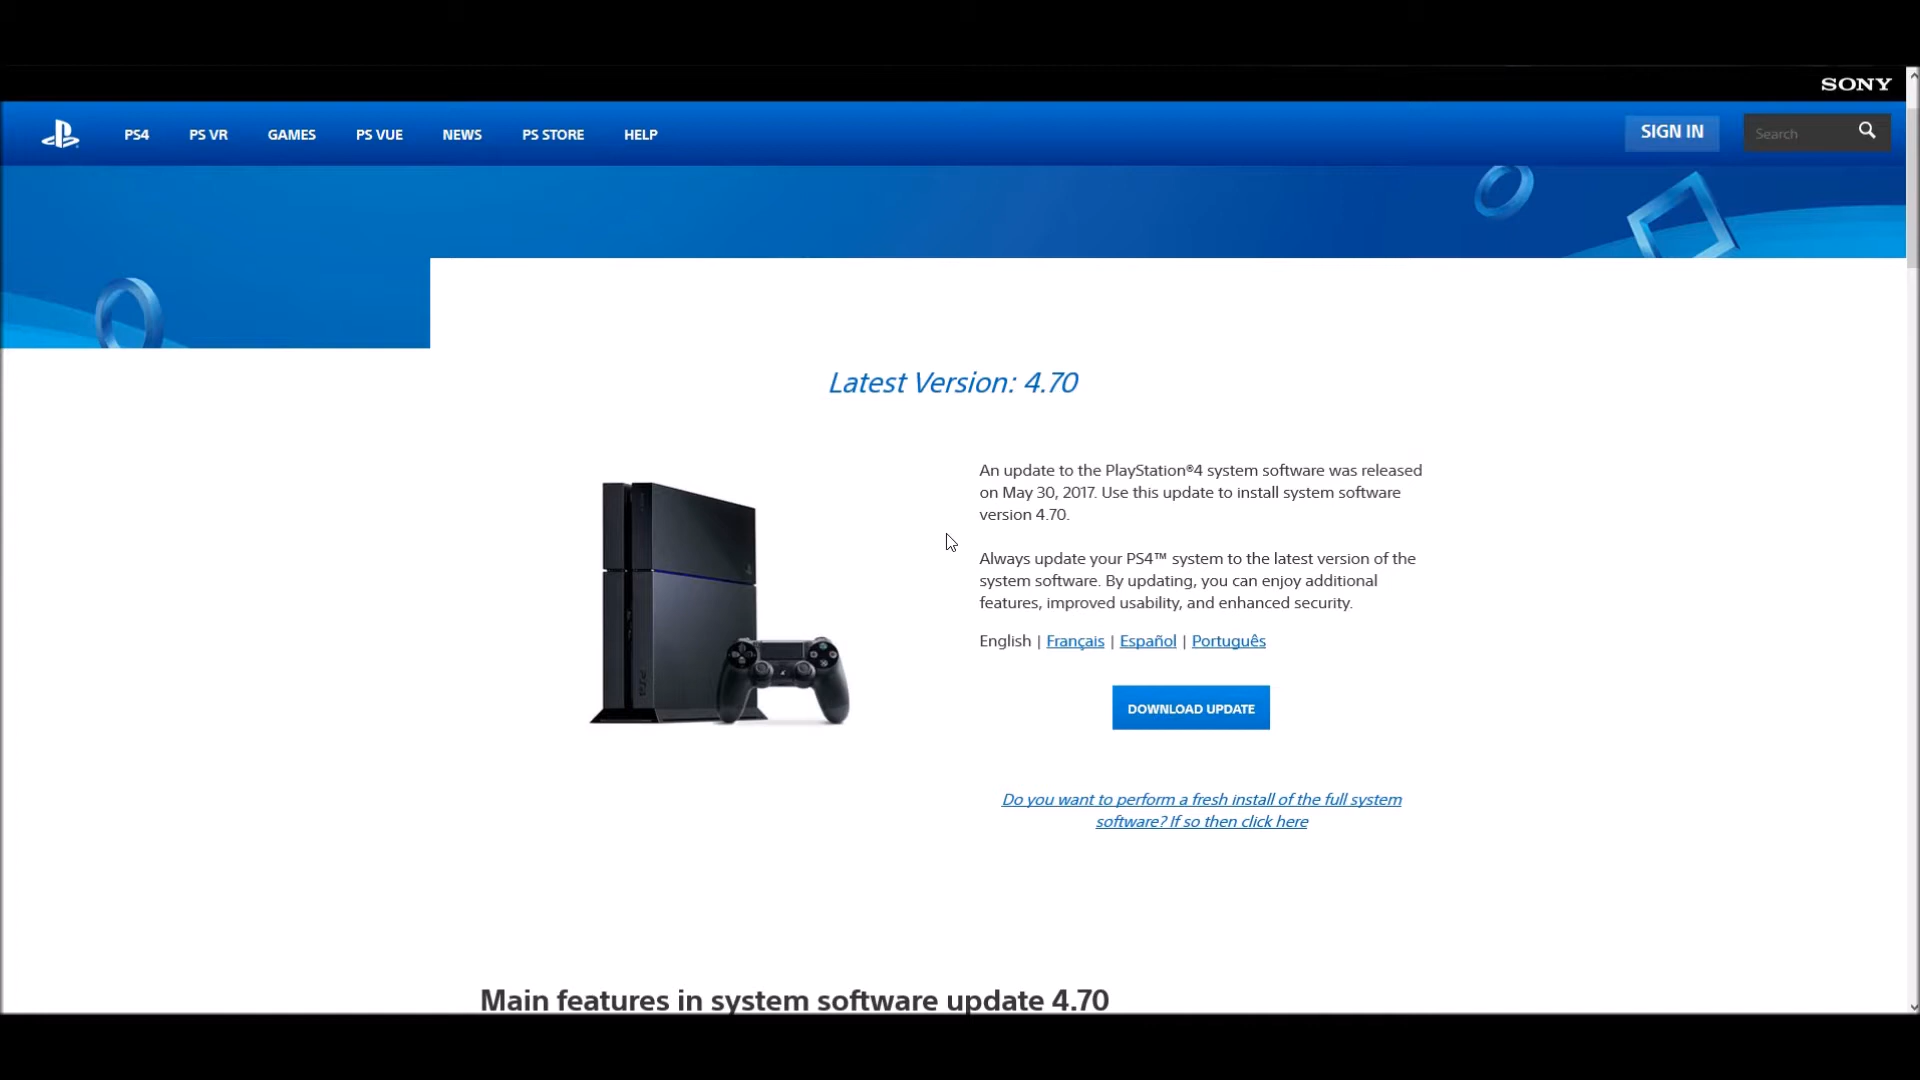 SONY
PS4 PS VR GAMES PS VUE NEWS PS STORE HELP SIGN IN Search
Latest Version: 4.70
An update to the PlayStation®4 system software was released
on May 30, 2017. Use this update to install system software
version 4.70.
Always update your PS4™ system to the latest version of the
system software. By updating, you can enjoy additional
features, improved usability, and enhanced security.
English | Français | Español | Português
DOWNLOAD UPDATE
Do you want to perform a fresh install of the full system
software? If so then click here
Main features in system software update 4.70